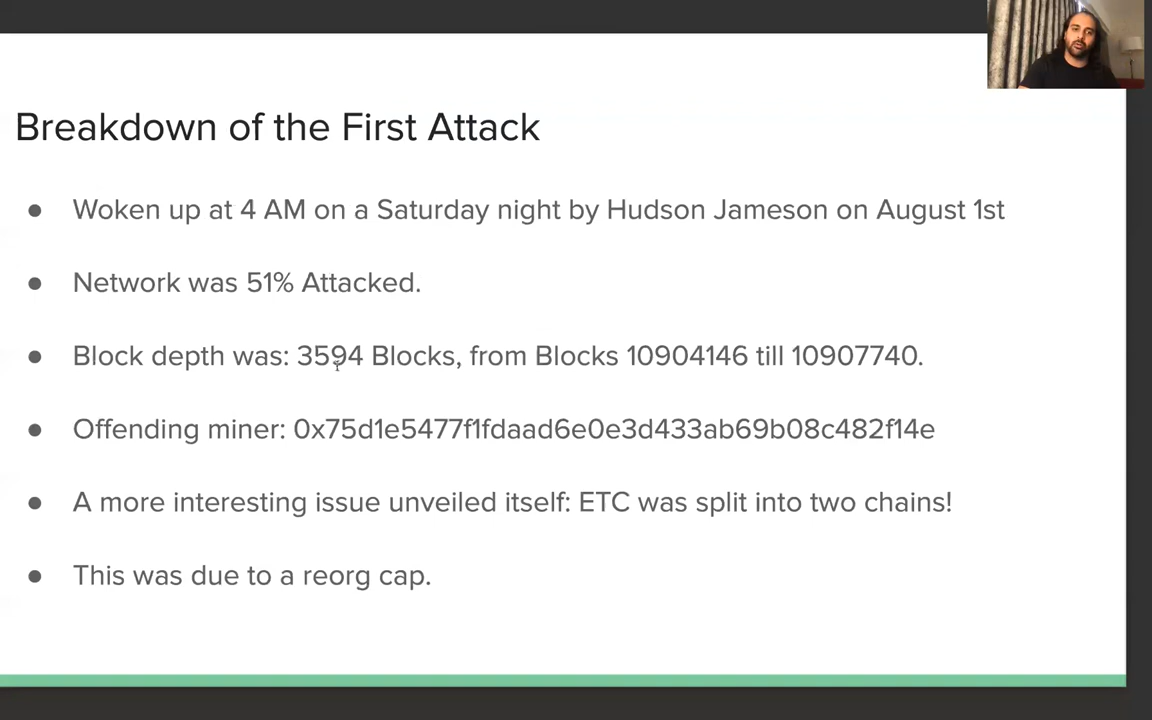 Breakdown of the First Attack
● Woken up at 4 AM on a Saturday night by Hudson Jameson on August 1st
● Network was 51% Attacked.
● Block depth was: 3594 Blocks, from Blocks 10904146 till 10907740.
● Offending miner: 0x75d1e5477f1fdaad6e0e3d433ab69b08c482f14e
● A more interesting issue unveiled itself: ETC was split into two chains!
● This was due to a reorg cap.